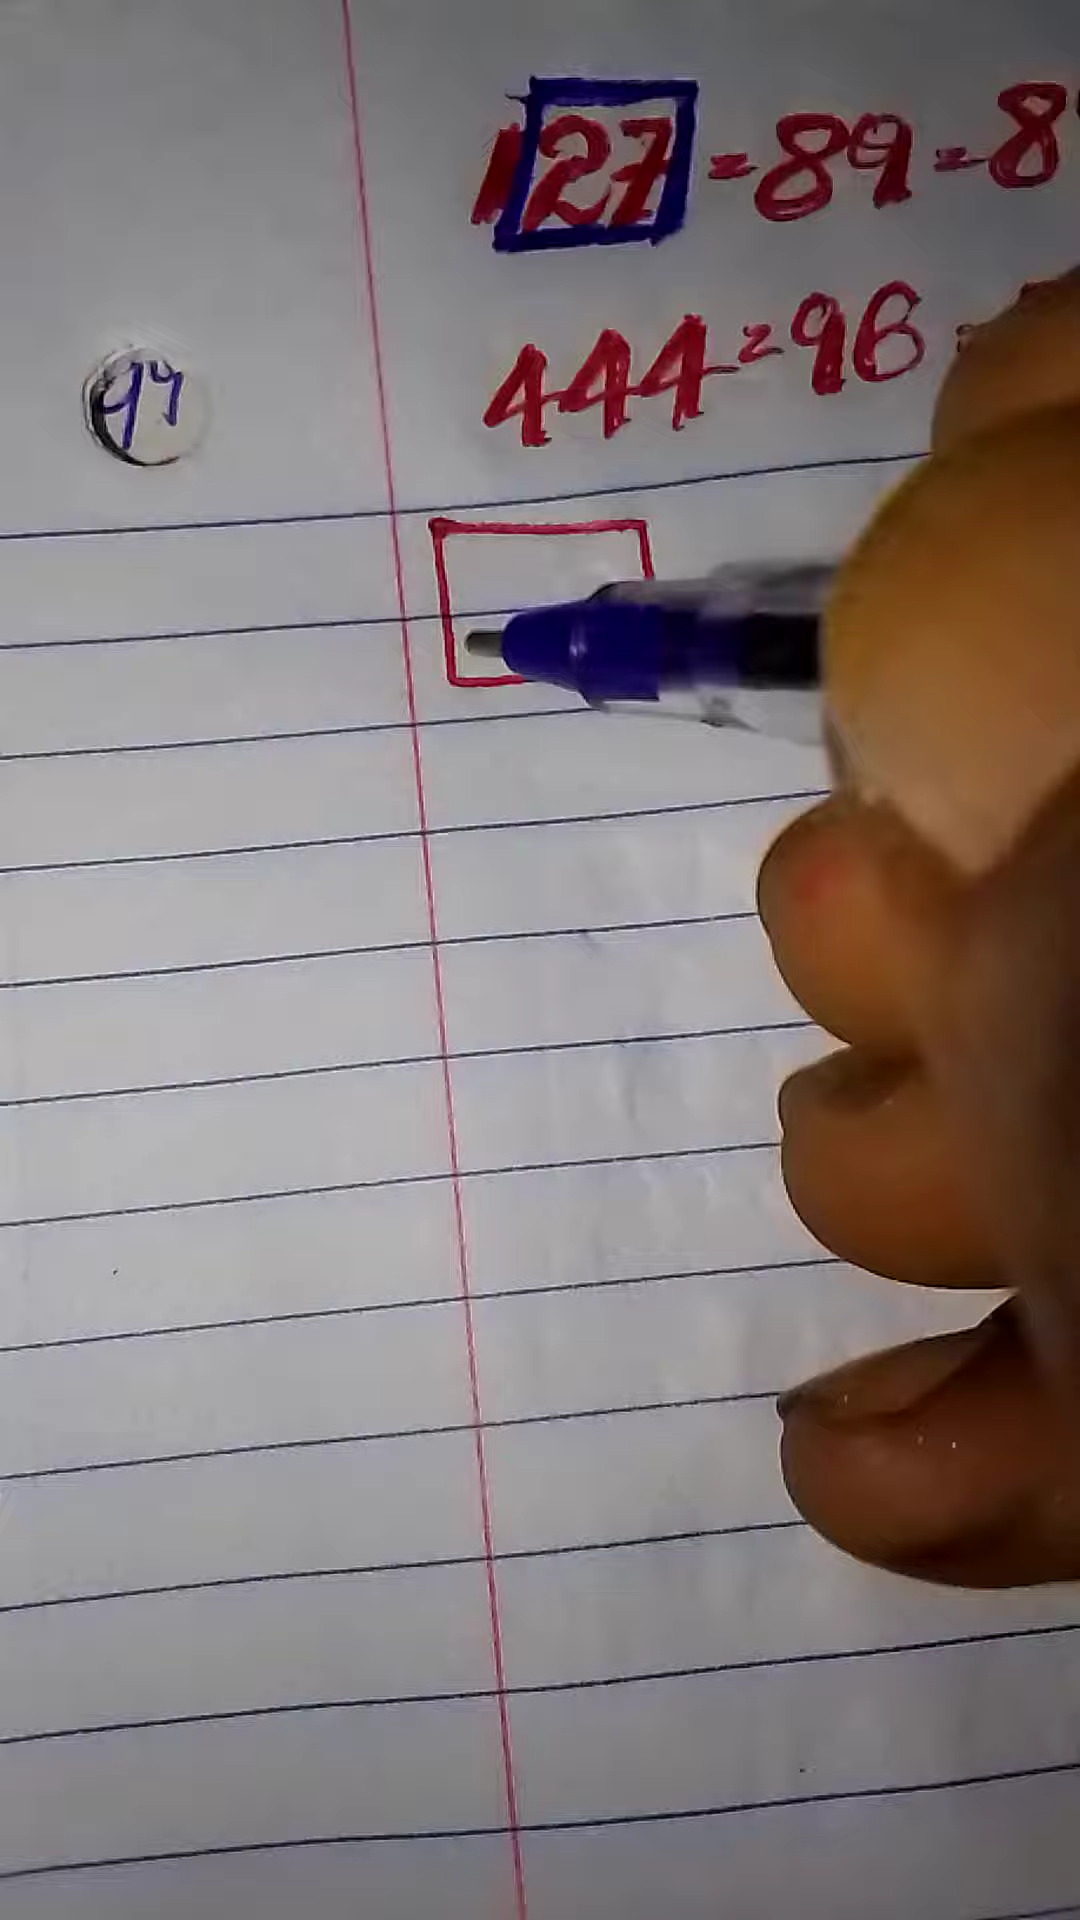 127 = 89 = 8
444 = 96 =